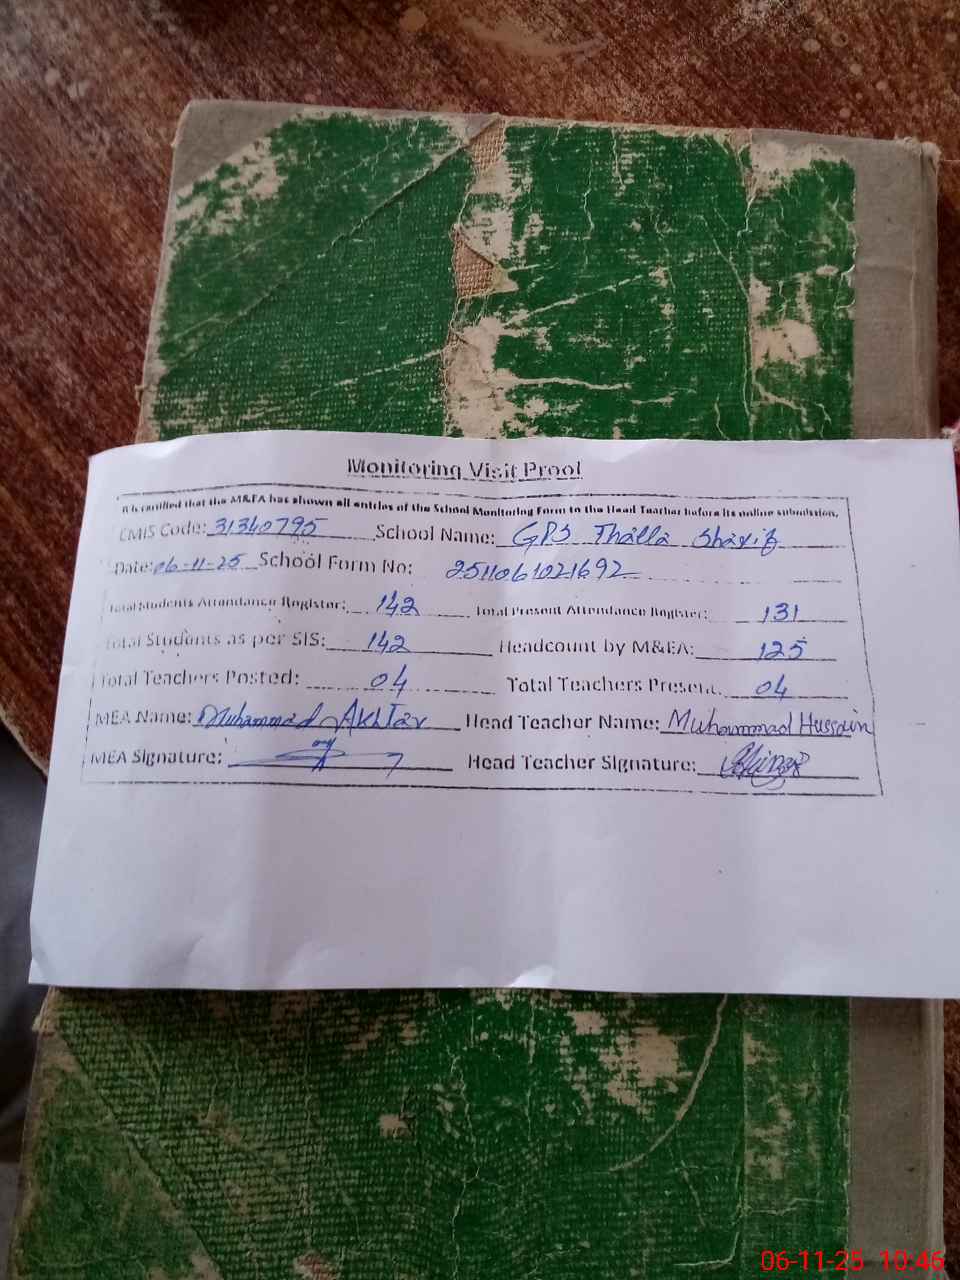 Monitoring Visit Proof
It is certified that the M&EA has shown all entries of the School Monitoring Form to the Head Teacher before its online submission.
EMIS Code: 31340795 School Name: GPS Thalla Sharif
Date: 06-11-25 School Form No: 2511061021692
Total Students Attendance Register: 142 Total Present Attendance Register: 131
Total Students as per SIS: 142 Headcount by M&EA: 125
Total Teachers Posted: 04 Total Teachers Present: 04
MEA Name: Muhammad Akhtar Head Teacher Name: Muhammad Hussain
MEA Signature: Head Teacher Signature:
06-11-25 10:46